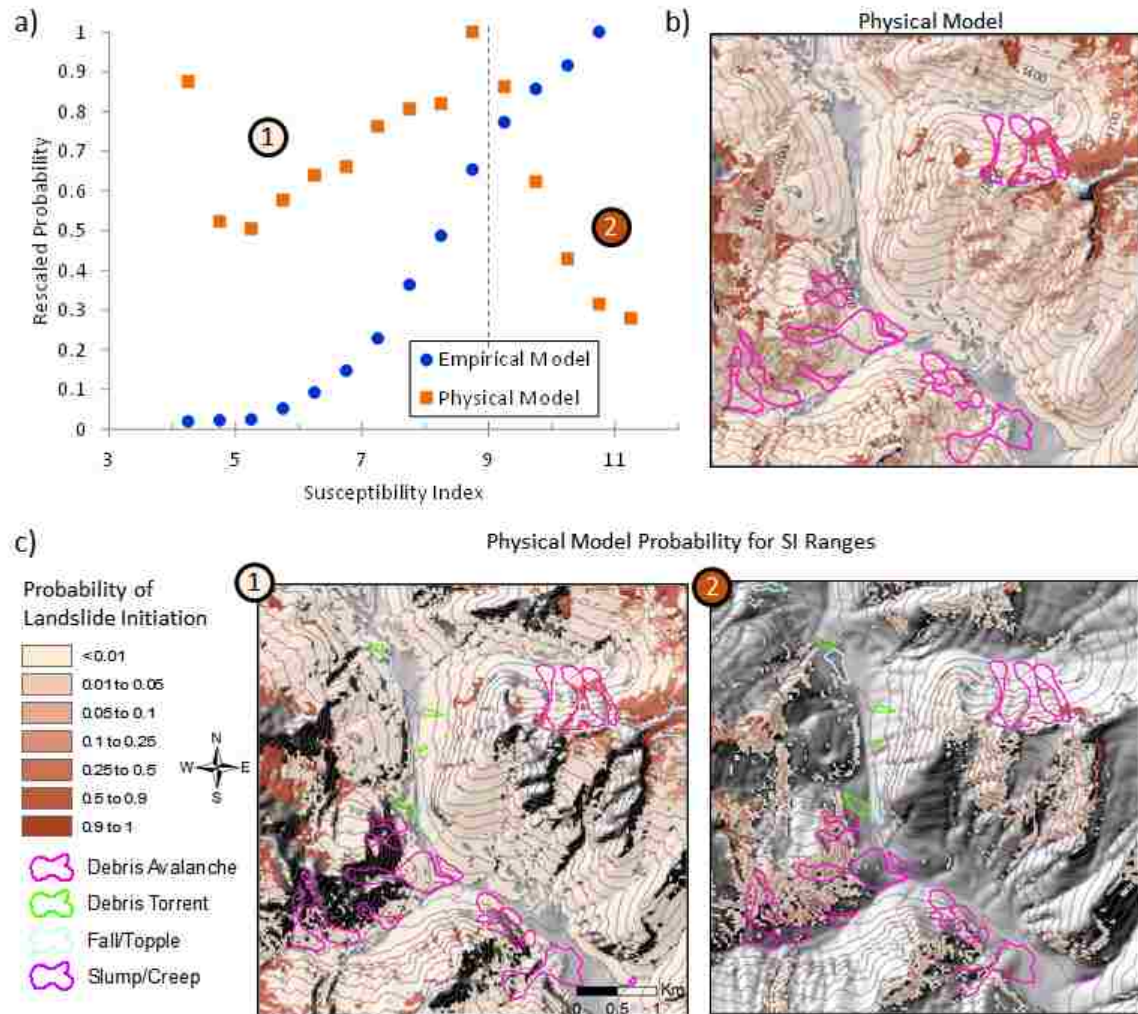 a)
1
0.9
0.8
0.7
0.6
0.5
0.4
0.3
0.2
0.1
0
Rescaled Probability
1
2
Empirical Model
Physical Model
3
5
7
9
11
Susceptibility Index
b)
Physical Model
1400
c)
Physical Model Probability for SI Ranges
Probability of
Landslide Initiation
<0.01
0.01 to 0.05
0.05 to 0.1
0.1 to 0.25
0.25 to 0.5
0.5 to 0.9
0.9 to 1
N
W E
S
Debris Avalanche
Debris Torrent
Fall/Topple
Slump/Creep
1
2
Km
0 0.5 1